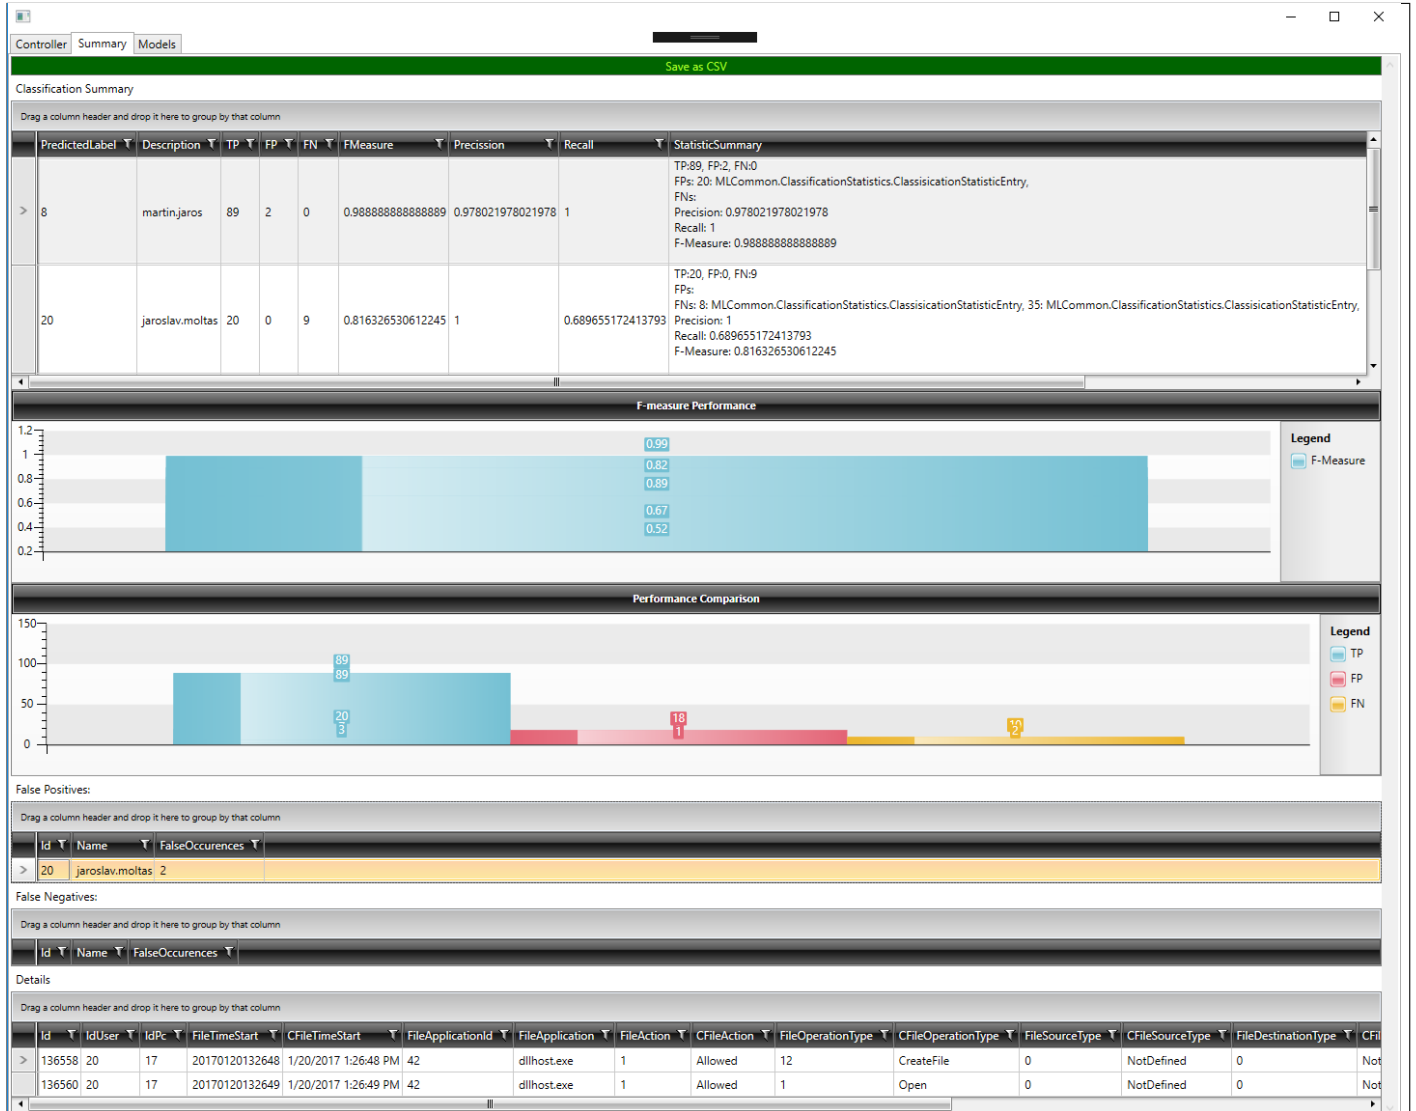 Controller Summary Models
Save as CSV
Classification Summary
Drag a column header and drop it here to group by that column
PredictedLabel Description TP FP FN FMeasure Precission Recall StatisticSummary
TP:89, FP:2, FN:0
FPs: 20: MLCommon.ClassificationStatistics.ClassisicationStatisticEntry,
FNs:
8 martin.jaros 89 2 0 0.988888888888889 0.978021978021978 1 Precision: 0.978021978021978
Recall: 1
F-Measure: 0.988888888888889
TP:20, FP:0, FN:9
FPs:
FNs: 8: MLCommon.ClassificationStatistics.ClassisicationStatisticEntry, 35: MLCommon.ClassificationStatistics.ClassisicationStatisticEntry,
20 jaroslav.moltas 20 0 9 0.816326530612245 1 0.689655172413793 Precision: 1
Recall: 0.689655172413793
F-Measure: 0.816326530612245
F-measure Performance
1.2
1
0.8
0.6
0.4
0.2
0.99
0.82
0.89
0.67
0.52
Legend
F-Measure
Performance Comparison
150
100
50
0
89
89
20
3
18
1
2
Legend
TP
FP
FN
False Positives:
Drag a column header and drop it here to group by that column
Id Name FalseOccurences
20 jaroslav.moltas 2
False Negatives:
Drag a column header and drop it here to group by that column
Id Name FalseOccurences
Details
Drag a column header and drop it here to group by that column
Id IdUser IdPc FileTimeStart CFileTimeStart FileApplicationId FileApplication FileAction CFileAction FileOperationType CFileOperationType FileSourceType CFileSourceType FileDestinationType CFil
136558 20 17 20170120132648 1/20/2017 1:26:48 PM 42 dllhost.exe 1 Allowed 12 CreateFile 0 NotDefined 0 Not
136560 20 17 20170120132649 1/20/2017 1:26:49 PM 42 dllhost.exe 1 Allowed 1 Open 0 NotDefined 0 Not